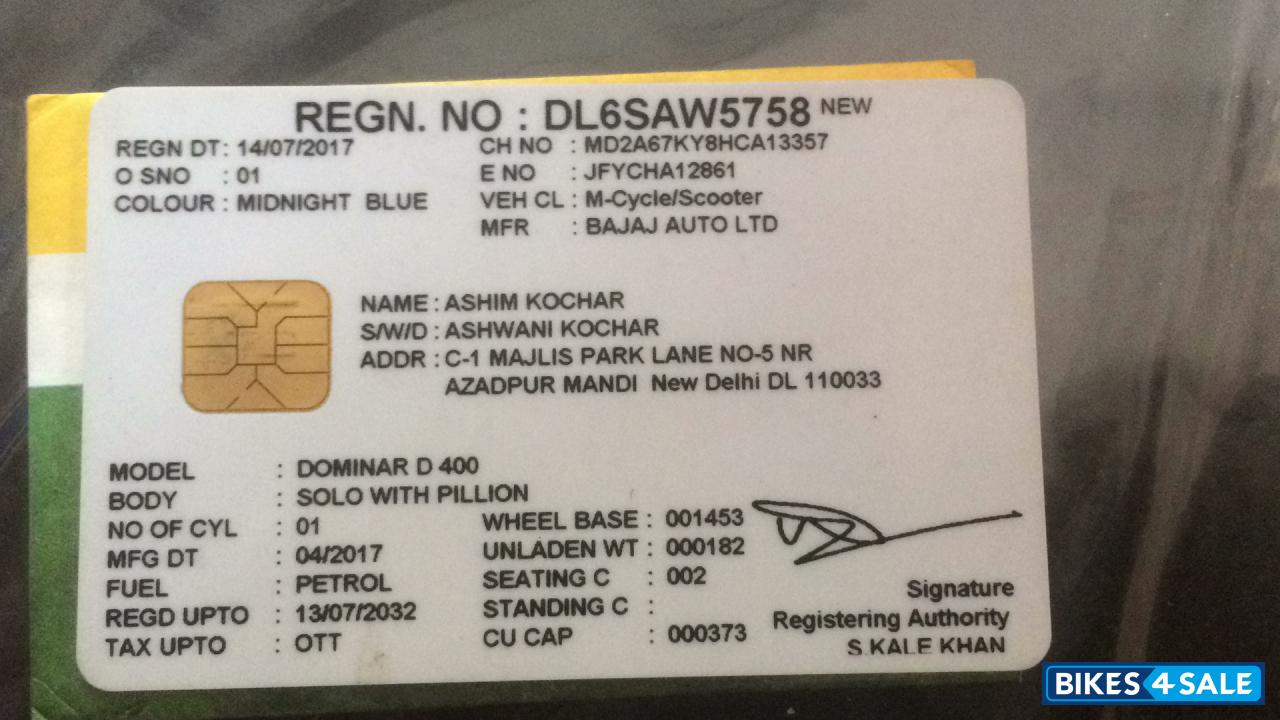 REGN. NO : DL6SAW5758 NEW
REGN DT: 14/07/2017 CH NO : MD2A67KY8HCA13357
O SNO : 01 E NO : JFYCHA12861
COLOUR : MIDNIGHT BLUE VEH CL : M-Cycle/Scooter
MFR : BAJAJ AUTO LTD
NAME : ASHIM KOCHAR
S/W/D : ASHWANI KOCHAR
ADDR : C-1 MAJLIS PARK LANE NO-5 NR
AZADPUR MANDI New Delhi DL 110033
MODEL : DOMINAR D 400
BODY : SOLO WITH PILLION
NO OF CYL : 01 WHEEL BASE : 001453
MFG DT : 04/2017 UNLADEN WT : 000182
FUEL : PETROL SEATING C : 002
REGD UPTO : 13/07/2032 STANDING C :
TAX UPTO : OTT CU CAP : 000373
Signature
Registering Authority
S.KALE KHAN
BIKES4SALE